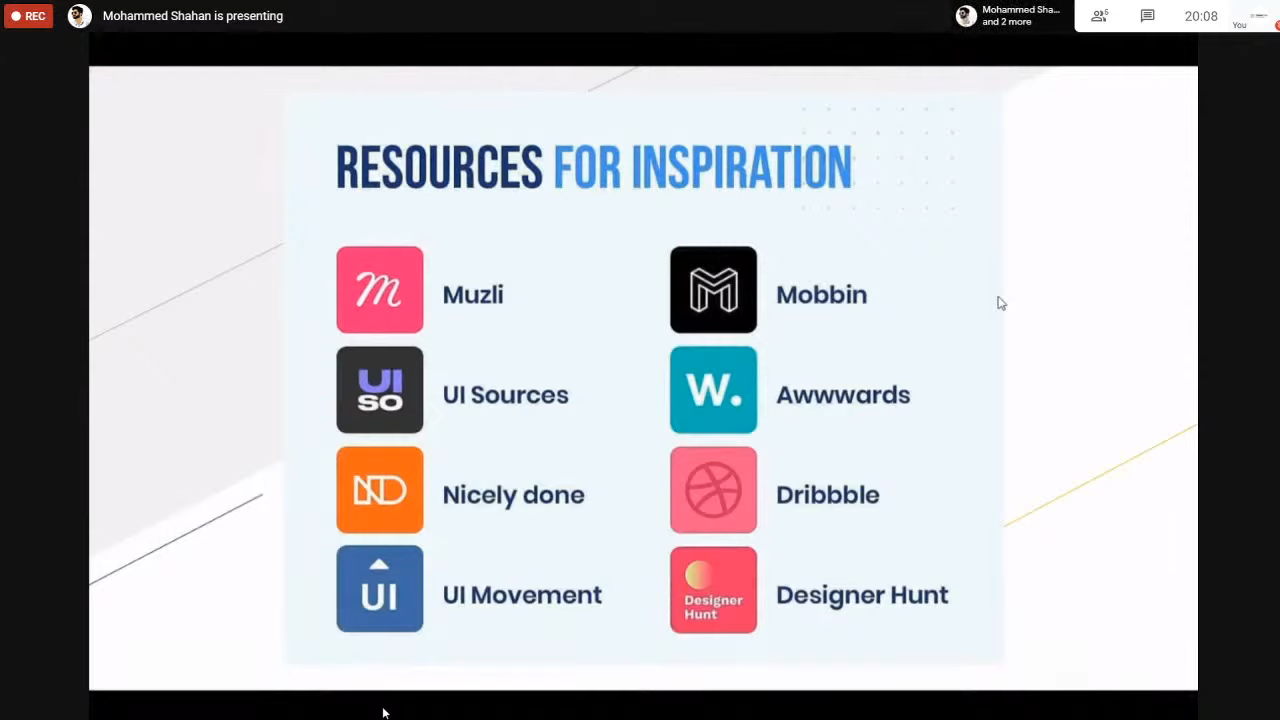 REC
Mohammed Shahan is presenting
Mohammed Sha...
and 2 more
5
20:08
You
RESOURCES FOR INSPIRATION
Muzli
Mobbin
UI SO
UI Sources
W.
Awwwards
ND
Nicely done
Dribbble
UI
UI Movement
Designer Hunt
Designer Hunt